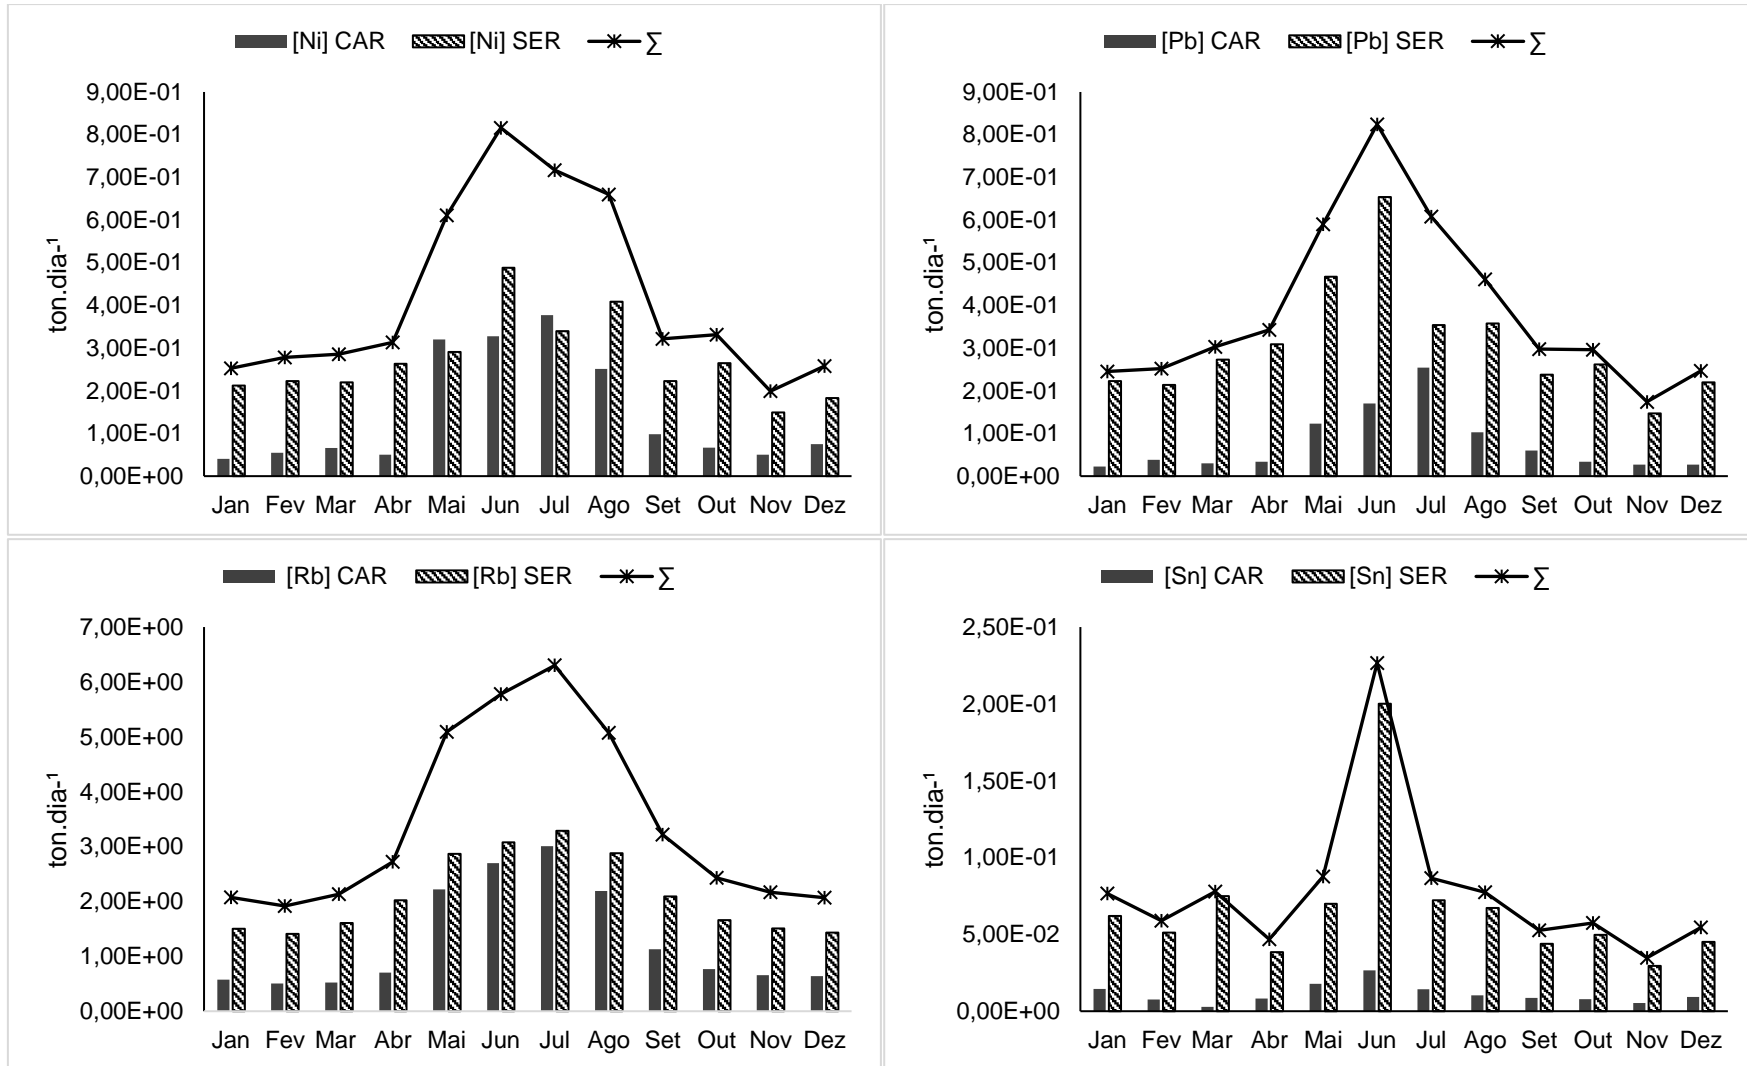 [Ni] CAR [Ni] SER ∑
9,00E-01
8,00E-01
7,00E-01
6,00E-01
5,00E-01
4,00E-01
3,00E-01
2,00E-01
1,00E-01
0,00E+00
ton.dia-¹
Jan Fev Mar Abr Mai Jun Jul Ago Set Out Nov Dez
[Pb] CAR [Pb] SER ∑
9,00E-01
8,00E-01
7,00E-01
6,00E-01
5,00E-01
4,00E-01
3,00E-01
2,00E-01
1,00E-01
0,00E+00
ton.dia-¹
Jan Fev Mar Abr Mai Jun Jul Ago Set Out Nov Dez
[Rb] CAR [Rb] SER ∑
7,00E+00
6,00E+00
5,00E+00
4,00E+00
3,00E+00
2,00E+00
1,00E+00
0,00E+00
ton.dia-¹
Jan Fev Mar Abr Mai Jun Jul Ago Set Out Nov Dez
[Sn] CAR [Sn] SER ∑
2,50E-01
2,00E-01
1,50E-01
1,00E-01
5,00E-02
0,00E+00
ton.dia-¹
Jan Fev Mar Abr Mai Jun Jul Ago Set Out Nov Dez